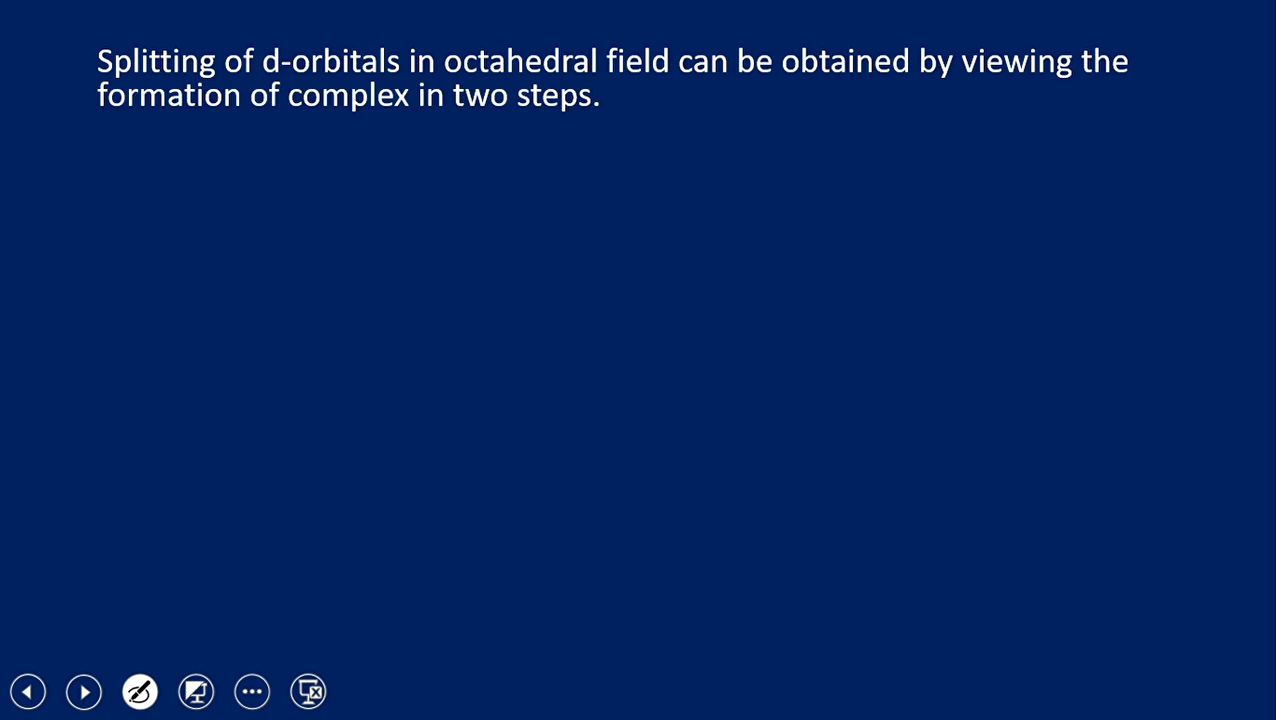 Splitting of d-orbitals in octahedral field can be obtained by viewing the
formation of complex in two steps.